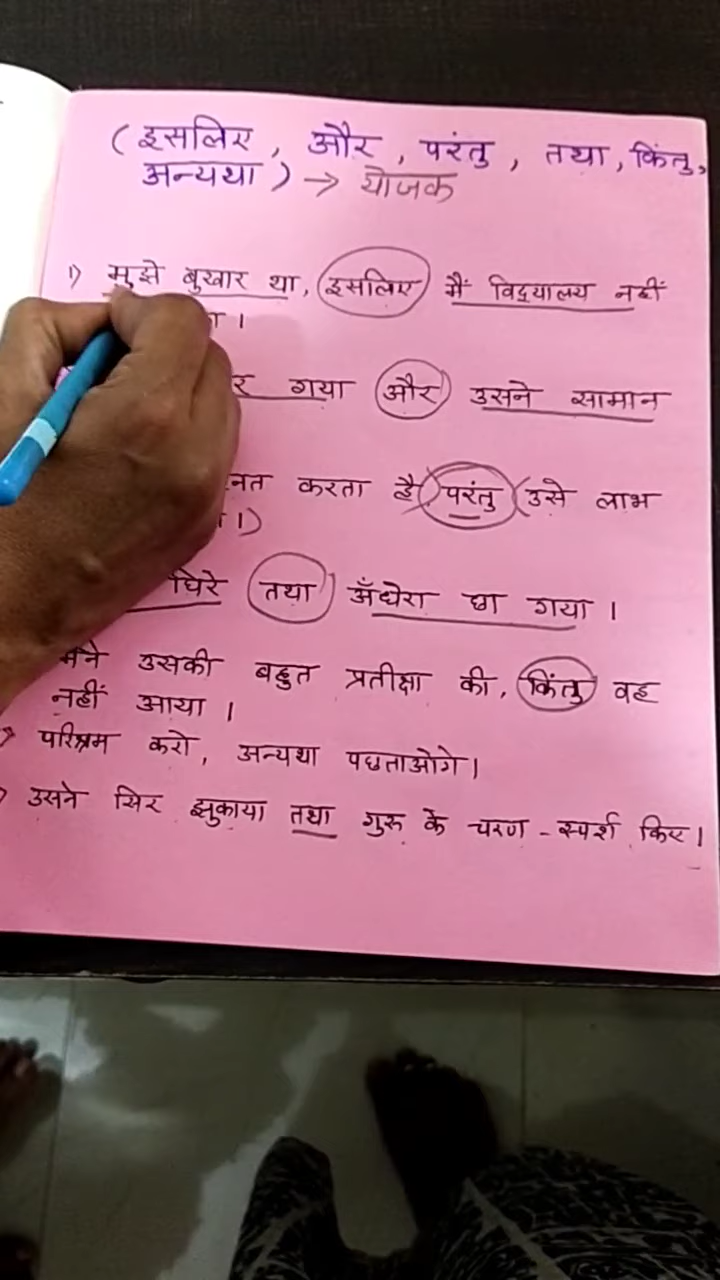 (इसलिए, और, परंतु, तथा, किंतु,
अन्यथा) → योजक
1) मुझे बुखार था, इसलिए मैं विद्यालय नहीं
।
गया और उसने सामान
करता है परंतु उसे लाभ
।)
घिरे तथा अँधेरा छा गया ।
मैंने उसकी बहुत प्रतीक्षा की, किंतु वह
नहीं आया ।
परिश्रम करो, अन्यथा पछताओगे।
उसने सिर झुकाया तथा गुरु के चरण - स्पर्श किए।